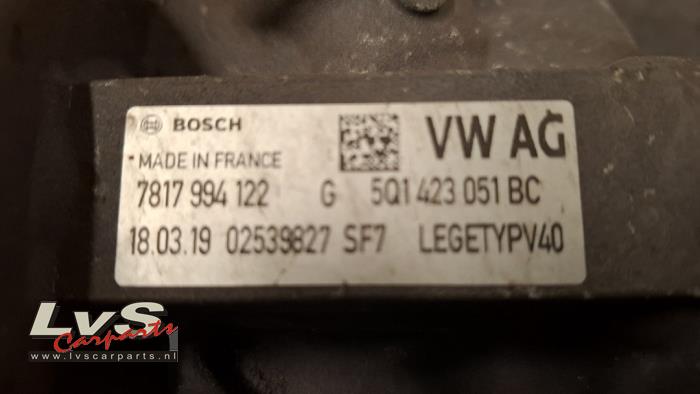 BOSCH
VW AG
MADE IN FRANCE
7817 994 122 G 5Q1 423 051 BC
18.03.19 02539827 SF7 LEGETYPV40
LvS
Carparts
www.lvscarparts.nl